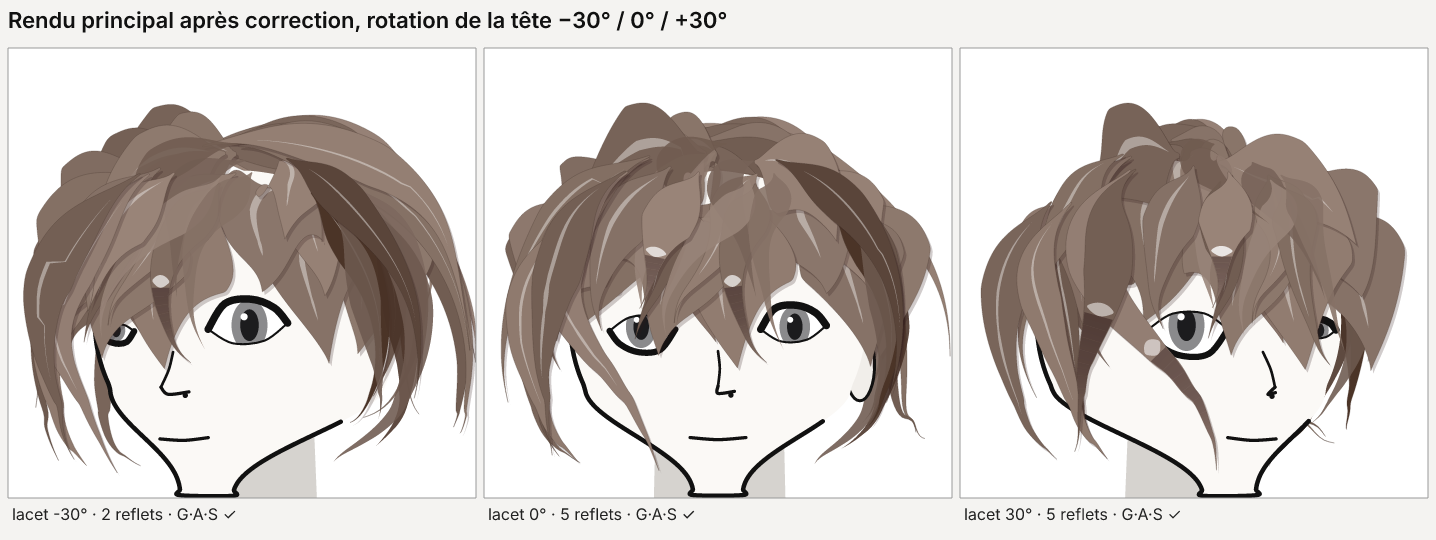 Rendu principal après correction, rotation de la tête −30° / 0° / +30°
lacet -30° · 2 reflets · G·A·S ✓
lacet 0° · 5 reflets · G·A·S ✓
lacet 30° · 5 reflets · G·A·S ✓